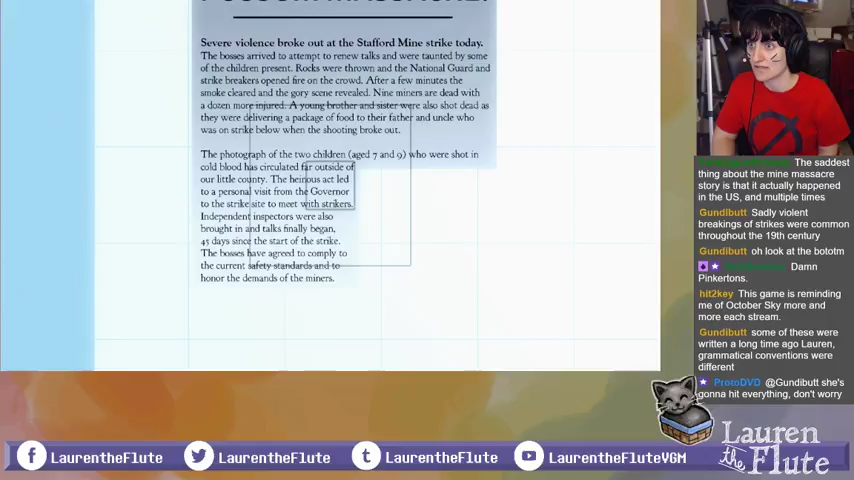 Severe violence broke out at the Stafford Mine strike today.
The bosses arrived to attempt to renew talks and were taunted by some
of the children present. Rocks were thrown and the National Guard and
strike breakers opened fire on the crowd. After a few minutes the
smoke cleared and the gory scene revealed. Nine miners are dead with
a dozen more injured. A young brother and sister were also shot dead as
they were delivering a package of food to their father and uncle who
was on strike below when the shooting broke out.
The photograph of the two children (aged 7 and 9) who were shot in
cold blood has circulated far outside of
our little county. The heinous act led
to a personal visit from the Governor
to the strike site to meet with strikers.
Independent inspectors were also
brought in and talks finally began,
45 days since the start of the strike.
The bosses have agreed to comply to
the current safety standards and to
honor the demands of the miners.
The saddest
thing about the mine massacre
story is that it actually happened
in the US, and multiple times
Gundibutt Sadly violent
breakings of strikes were common
throughout the 19th century
Gundibutt oh look at the bototm
Damn
Pinkertons.
hit2key This game is reminding
me of October Sky more and
more each stream.
Gundibutt some of these were
written a long time ago Lauren,
grammatical conventions were
different
ProtoDVD @Gundibutt she's
gonna hit everything, don't worry
Lauren
the Flute
LaurentheFlute
LaurentheFlute
LaurentheFlute
LaurentheFluteVGM